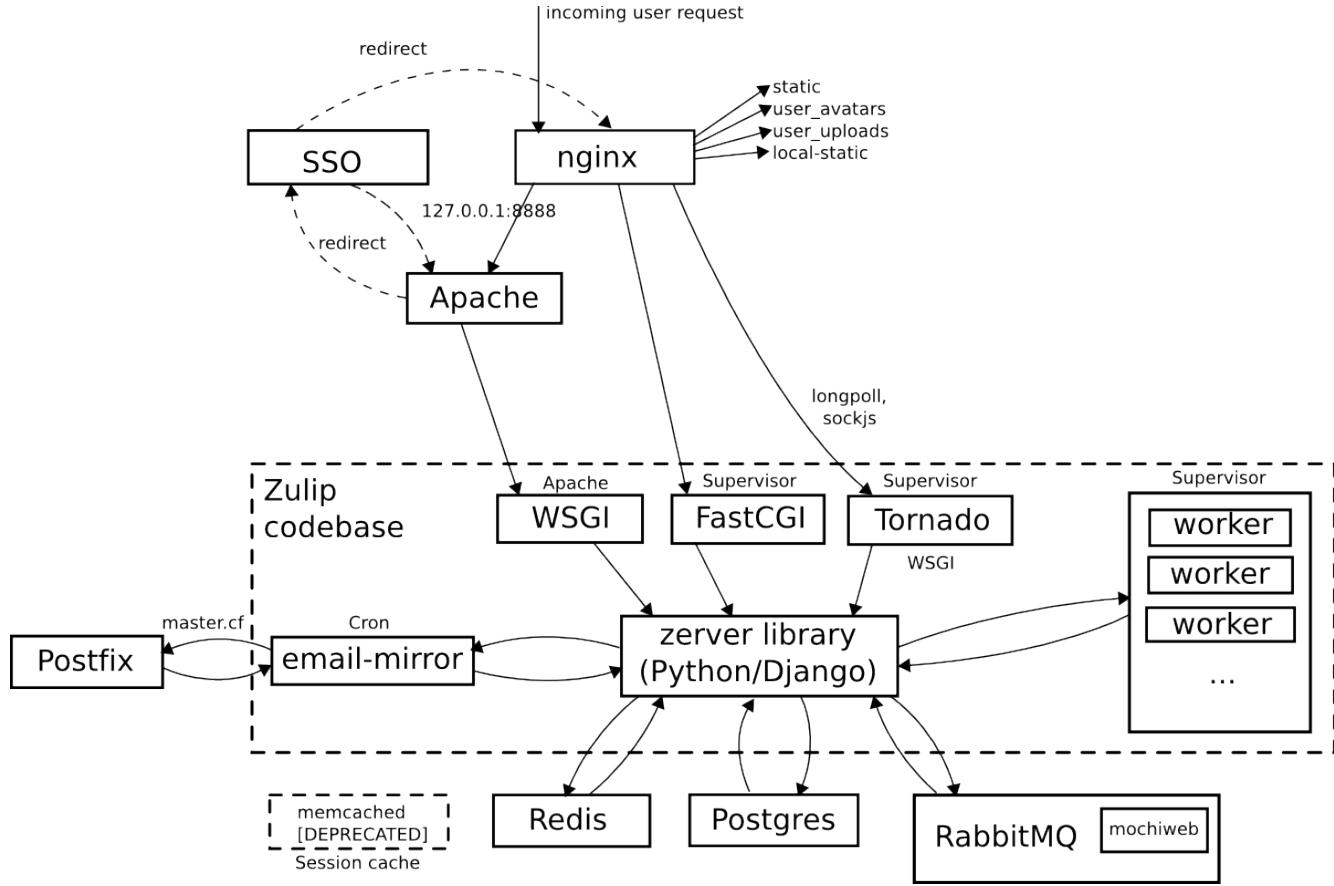 incoming user request
redirect
static
user_avatars
user_uploads
local-static
SSO
nginx
127.0.0.1:8888
redirect
Apache
longpoll,
sockjs
Zulip
codebase
Apache
WSGI
Supervisor
FastCGI
Supervisor
Tornado
WSGI
Supervisor
worker
worker
worker
...
master.cf
Postfix
Cron
email-mirror
zerver library
(Python/Django)
memcached
[DEPRECATED]
Session cache
Redis
Postgres
RabbitMQ
mochiweb